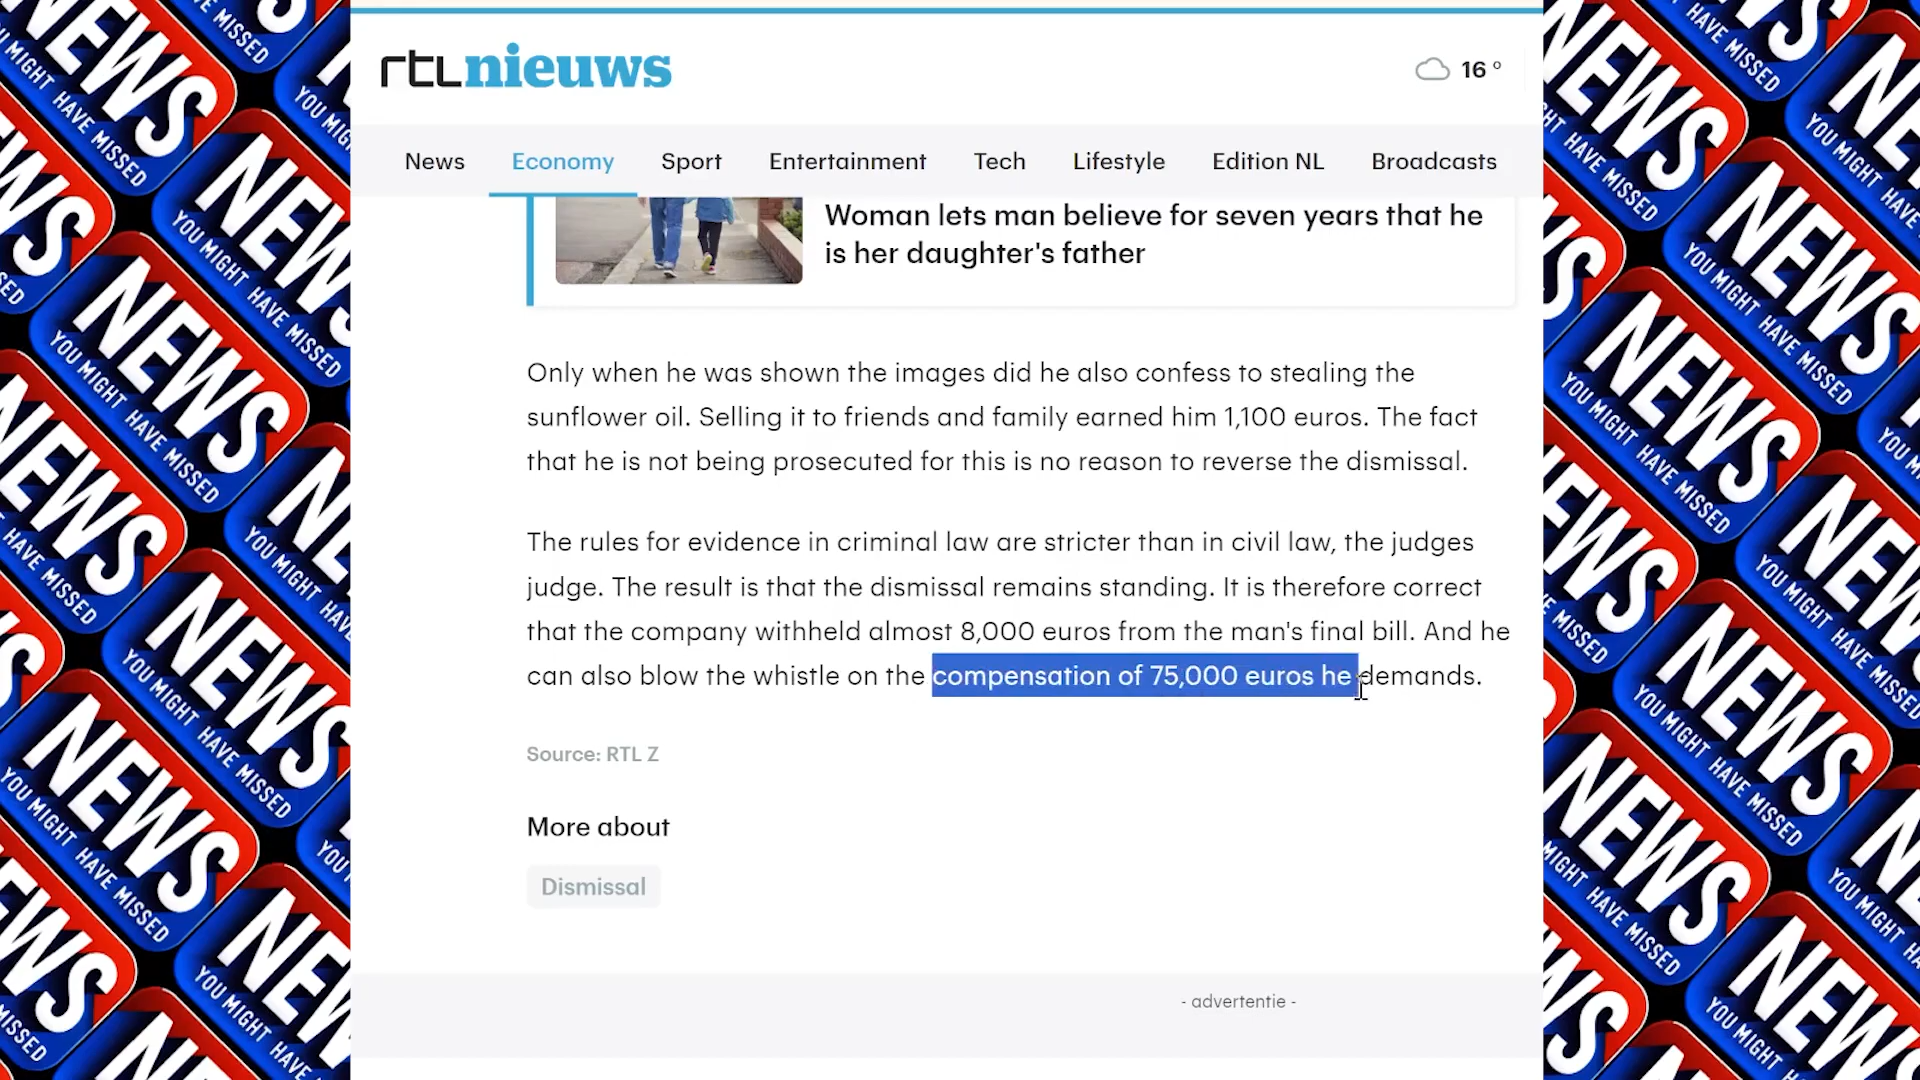 rtlnieuws
16 °
News Economy Sport Entertainment Tech Lifestyle Edition NL Broadcasts
Woman lets man believe for seven years that he
is her daughter's father
Only when he was shown the images did he also confess to stealing the
sunflower oil. Selling it to friends and family earned him 1,100 euros. The fact
that he is not being prosecuted for this is no reason to reverse the dismissal.
The rules for evidence in criminal law are stricter than in civil law, the judges
judge. The result is that the dismissal remains standing. It is therefore correct
that the company withheld almost 8,000 euros from the man's final bill. And he
can also blow the whistle on the compensation of 75,000 euros he demands.
Source: RTL Z
More about
Dismissal
- advertentie -
NEWS
YOU MIGHT HAVE MISSED